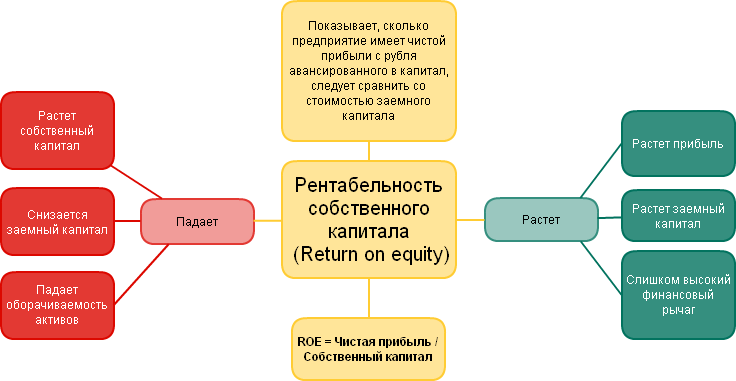 Показывает, сколько
предприятие имеет чистой
прибыли с рубля
авансированного в капитал,
следует сравнить со
стоимостью заемного
капитала
Растет
собственный
капитал
Снизается
заемный капитал
Падает
оборачиваемость
активов
Падает
Рентабельность
собственного
капитала
(Return on equity)
Растет
Растет прибыль
Растет заемный
капитал
Слишком высокий
финансовый
рычаг
ROE = Чистая прибыль /
Собственный капитал